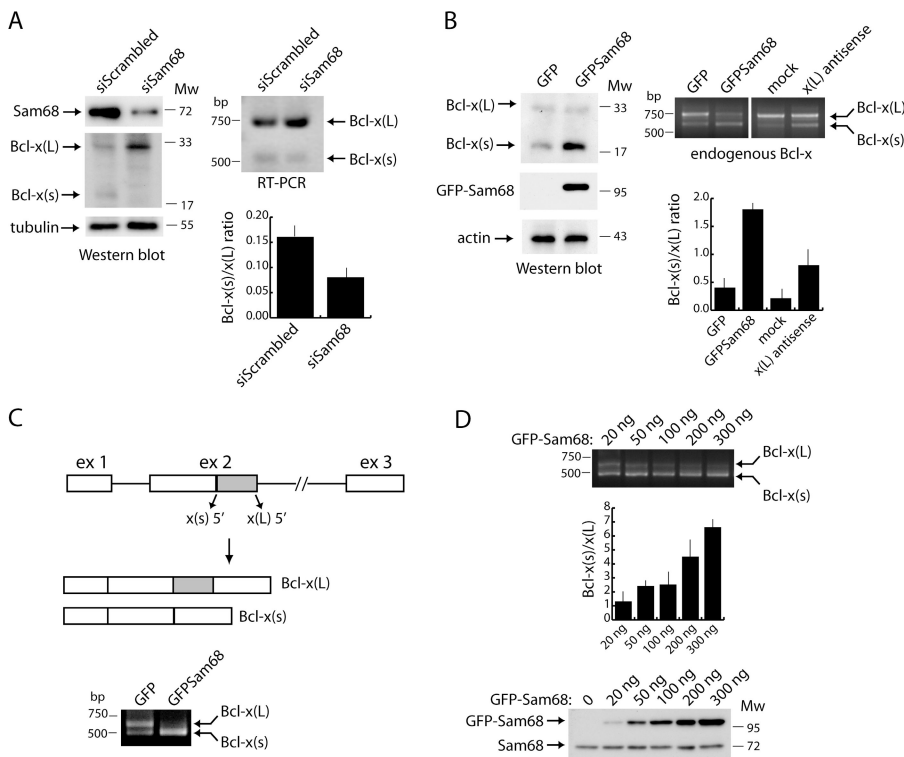 A
siScrambled
siSam68
Mw
Sam68
72
Bcl-x(L)
33
Bcl-x(s)
17
tubulin
55
Western blot
siScrambled
siSam68
bp
750
Bcl-x(L)
500
Bcl-x(s)
RT-PCR
Bcl-x(s)/x(L) ratio
0.20
0.15
0.10
0.05
0.00
siScrambled
siSam68
B
GFP
GFPSam68
Mw
Bcl-x(L)
33
Bcl-x(s)
17
GFP-Sam68
95
actin
43
Western blot
GFP
GFPSam68
mock
x(L) antisense
bp
750
500
Bcl-x(L)
Bcl-x(s)
endogenous Bcl-x
Bcl-x(s)/x(L) ratio
2.0
1.6
1.2
0.8
0.4
0.0
GFP
GFPSam68
mock
x(L) antisense
C
ex 1
ex 2
ex 3
x(s) 5’
x(L) 5’
Bcl-x(L)
Bcl-x(s)
GFP
GFPSam68
bp
750
500
Bcl-x(L)
Bcl-x(s)
D
GFP-Sam68:
20 ng
50 ng
100 ng
200 ng
300 ng
750
500
Bcl-x(L)
Bcl-x(s)
Bcl-x(s)/x(L)
8
7
6
5
4
3
2
1
0
20 ng
50 ng
100 ng
200 ng
300 ng
GFP-Sam68:
0
20 ng
50 ng
100 ng
200 ng
300 ng
Mw
GFP-Sam68
95
Sam68
72